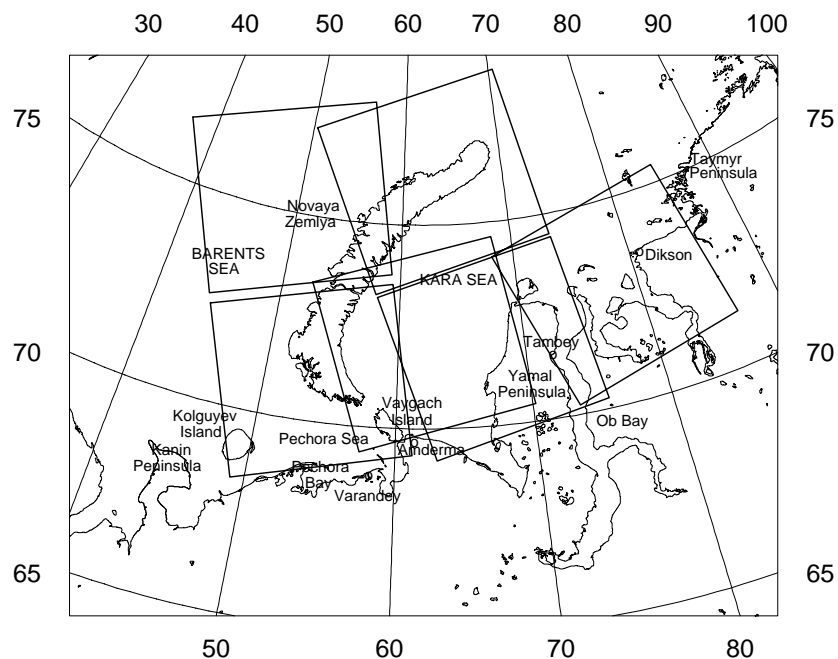 30 40 50 60 70 80 90 100
75 75
Taymyr
Peninsula
Novaya
Zemlya
BARENTS
SEA
Dikson
KARA SEA
70 70
Tambey
Yamal
Peninsula
Vaygach
Island
Kolguyev
Island
Ob Bay
Pechora Sea
Amderma
Kanin
Peninsula
Pechora
Bay
Varandey
65 65
50 60 70 80